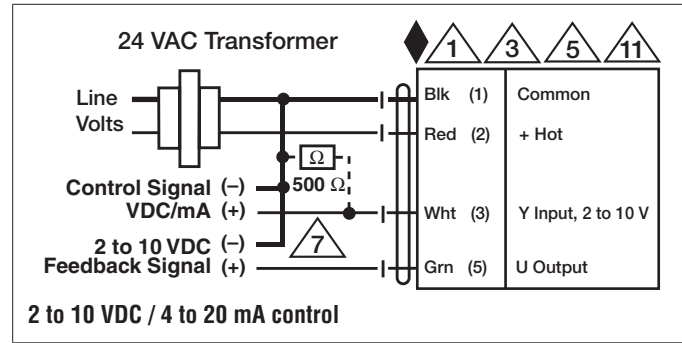 24 VAC Transformer
1 3 5 11
Line
Volts
Blk (1) Common
Red (2) + Hot
Ω
500 Ω
Control Signal (–)
VDC/mA (+)
Wht (3) Y Input, 2 to 10 V
7
2 to 10 VDC (–)
Feedback Signal (+)
Grn (5) U Output
2 to 10 VDC / 4 to 20 mA control